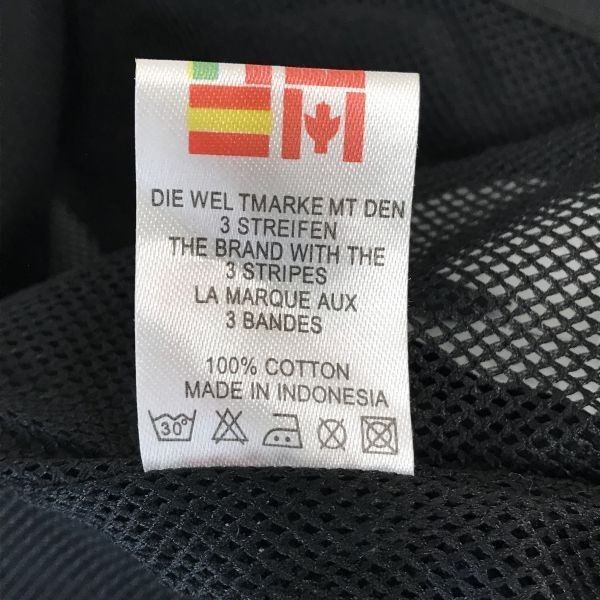 DIE WEL TMARKE MT DEN
3 STREIFEN
THE BRAND WITH THE
3 STRIPES
LA MARQUE AUX
3 BANDES
100% COTTON
MADE IN INDONESIA
30°